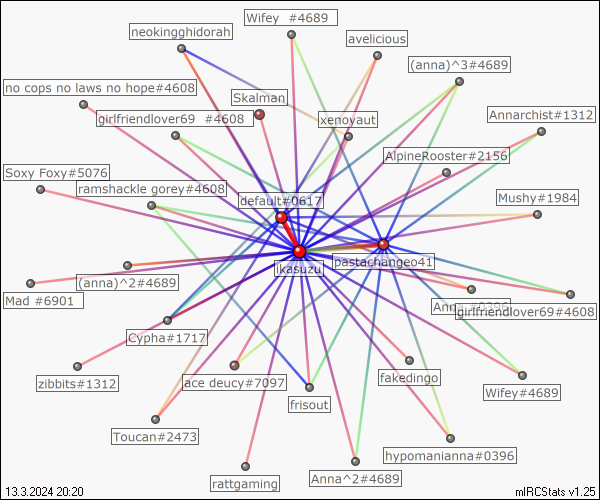 Wifey #4689
neokingghidorah
avelicious
(anna)^3#4689
no cops no laws no hope#4608
Skalman
girlfriendlover69 #4608
xenoyaut
Annarchist#1312
AlpineRooster#2156
Soxy Foxy#5076
ramshackle gorey#4608
default#0617
Mushy#1984
ikasuzu
pastachangeo41
(anna)^2#4689
Mad #6901
Anna #0396
girlfriendlover69#4608
Cypha#1717
zibbits#1312
ace deucy#7097
fakedingo
Wifey#4689
frisout
Toucan#2473
hypomanianna#0396
rattgaming
Anna^2#4689
13.3.2024 20:20
mIRCStats v1.25